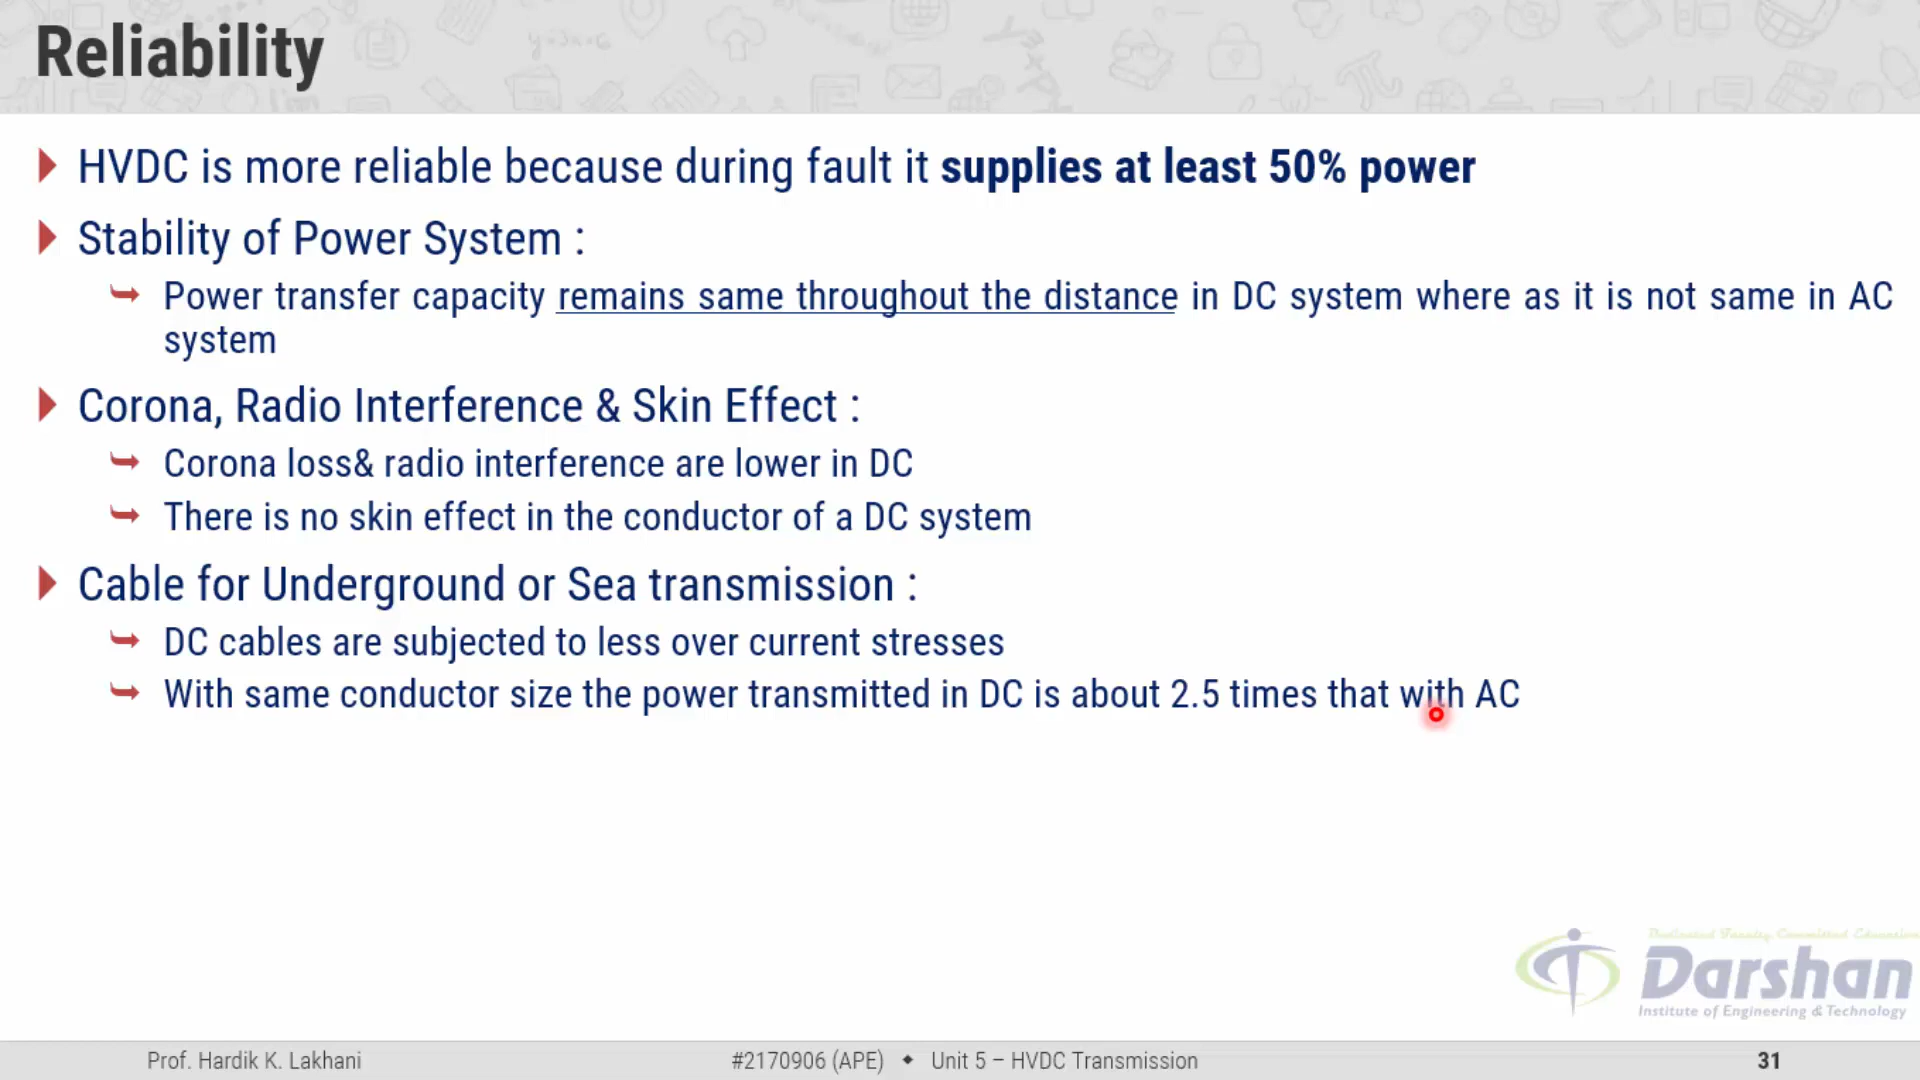 Reliability
HVDC is more reliable because during fault it supplies at least 50% power
Stability of Power System :
Power transfer capacity remains same throughout the distance in DC system where as it is not same in AC
system
Corona, Radio Interference & Skin Effect :
Corona loss& radio interference are lower in DC
There is no skin effect in the conductor of a DC system
Cable for Underground or Sea transmission :
DC cables are subjected to less over current stresses
With same conductor size the power transmitted in DC is about 2.5 times that with AC
Dedicated Faculty, Committed Education
Darshan
Institute of Engineering & Technology
Prof. Hardik K. Lakhani
#2170906 (APE) ◆ Unit 5 – HVDC Transmission
31